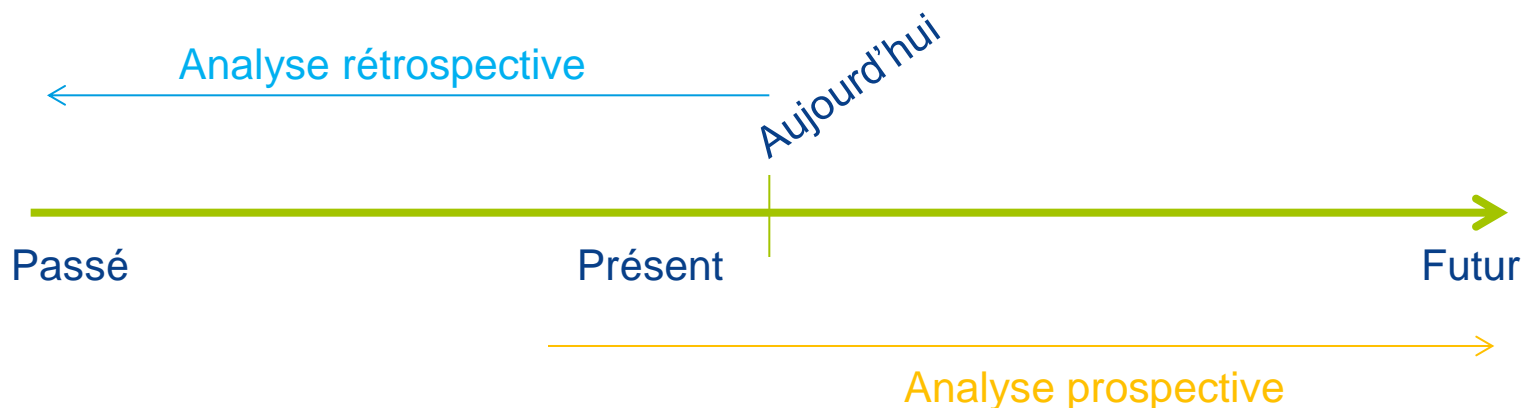 Analyse rétrospective
Aujourd’hui
Passé
Présent
Futur
Analyse prospective